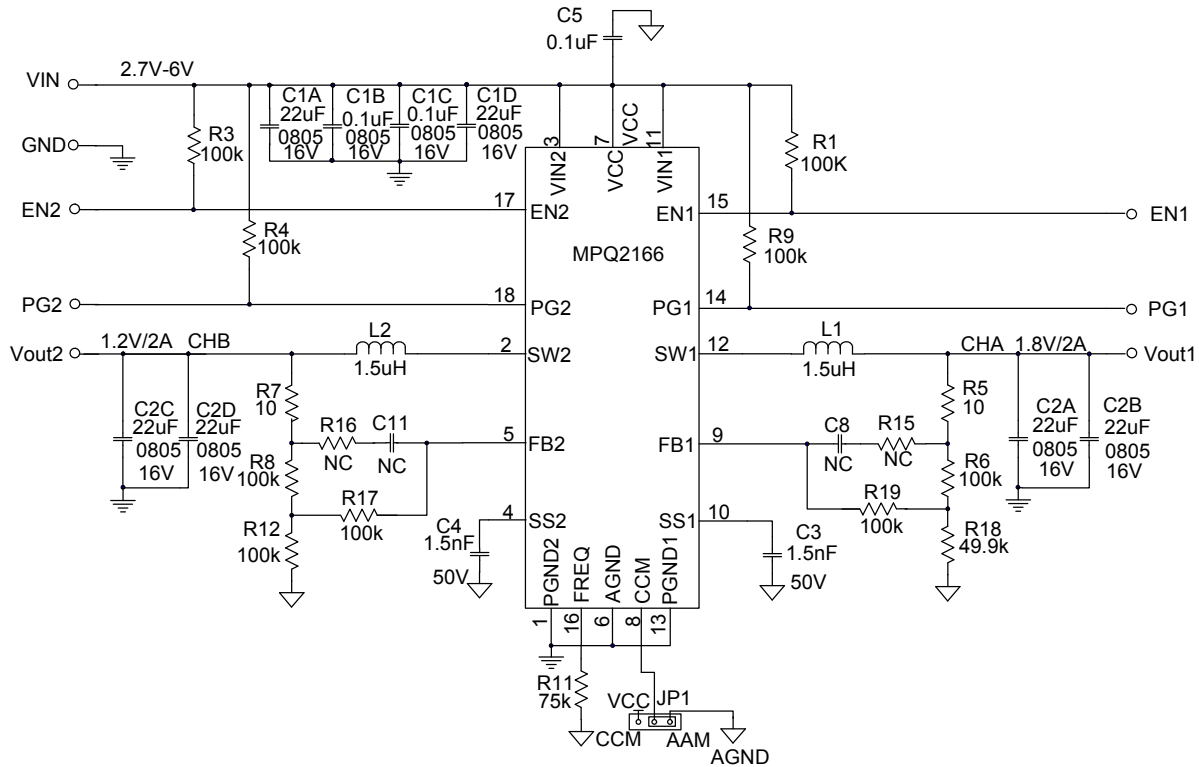 C5
0.1uF
VIN
2.7V-6V
GND
R3
100k
C1A
22uF
0805
16V
C1B
0.1uF
0805
16V
C1C
0.1uF
0805
16V
C1D
22uF
0805
16V
3
VIN2
7
VCC
VCC
11
VIN1
R1
100K
EN2
17
EN2
EN1
15
EN1
R4
100k
MPQ2166
R9
100k
PG2
18
PG2
PG1
14
PG1
Vout2
1.2V/2A
CHB
L2
1.5uH
2
SW2
SW1
12
L1
1.5uH
CHA
1.8V/2A
Vout1
C2C
22uF
0805
16V
C2D
22uF
0805
16V
R7
10
R16
NC
C11
NC
5
FB2
FB1
9
C8
NC
R15
NC
R5
10
C2A
22uF
0805
16V
C2B
22uF
0805
16V
R8
100k
R17
100k
R12
100k
R6
100k
R19
100k
R18
49.9k
4
SS2
C4
1.5nF
50V
SS1
10
C3
1.5nF
50V
PGND2
FREQ
AGND
CCM
PGND1
1
16
6
8
13
R11
75k
VCC
JP1
CCM
AAM
AGND